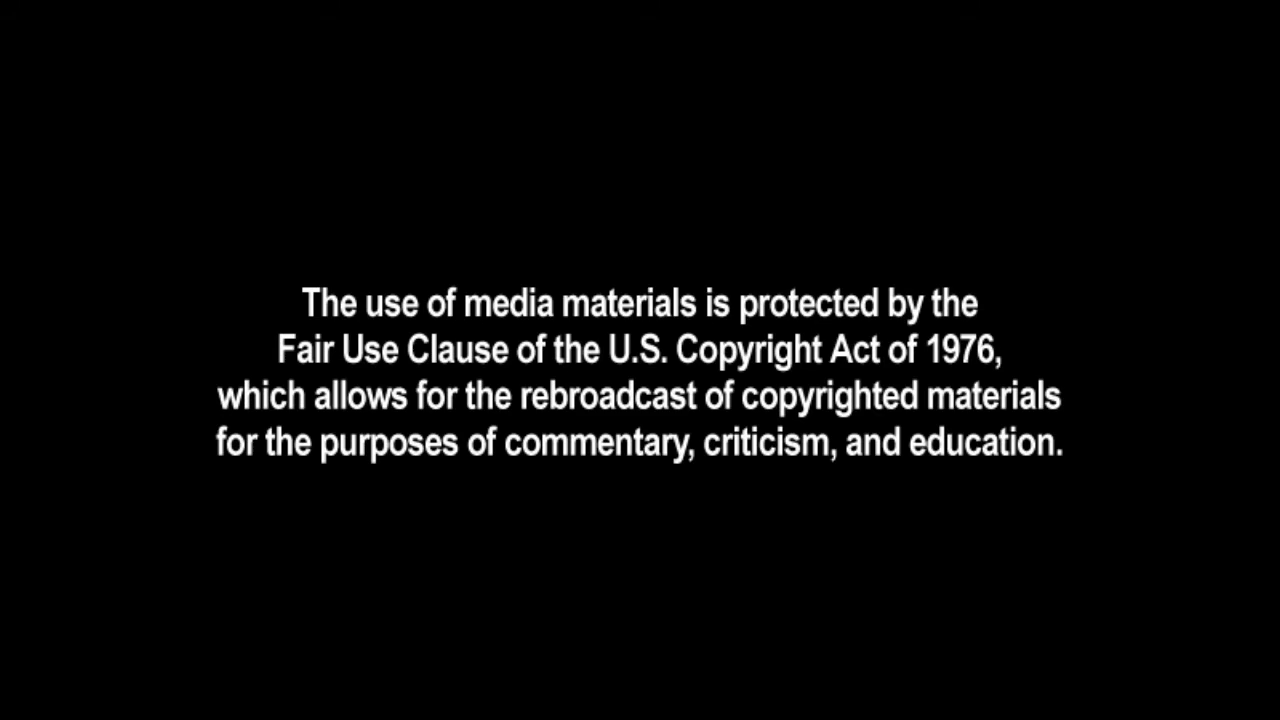 The use of media materials is protected by the
Fair Use Clause of the U.S. Copyright Act of 1976,
which allows for the rebroadcast of copyrighted materials
for the purposes of commentary, criticism, and education.